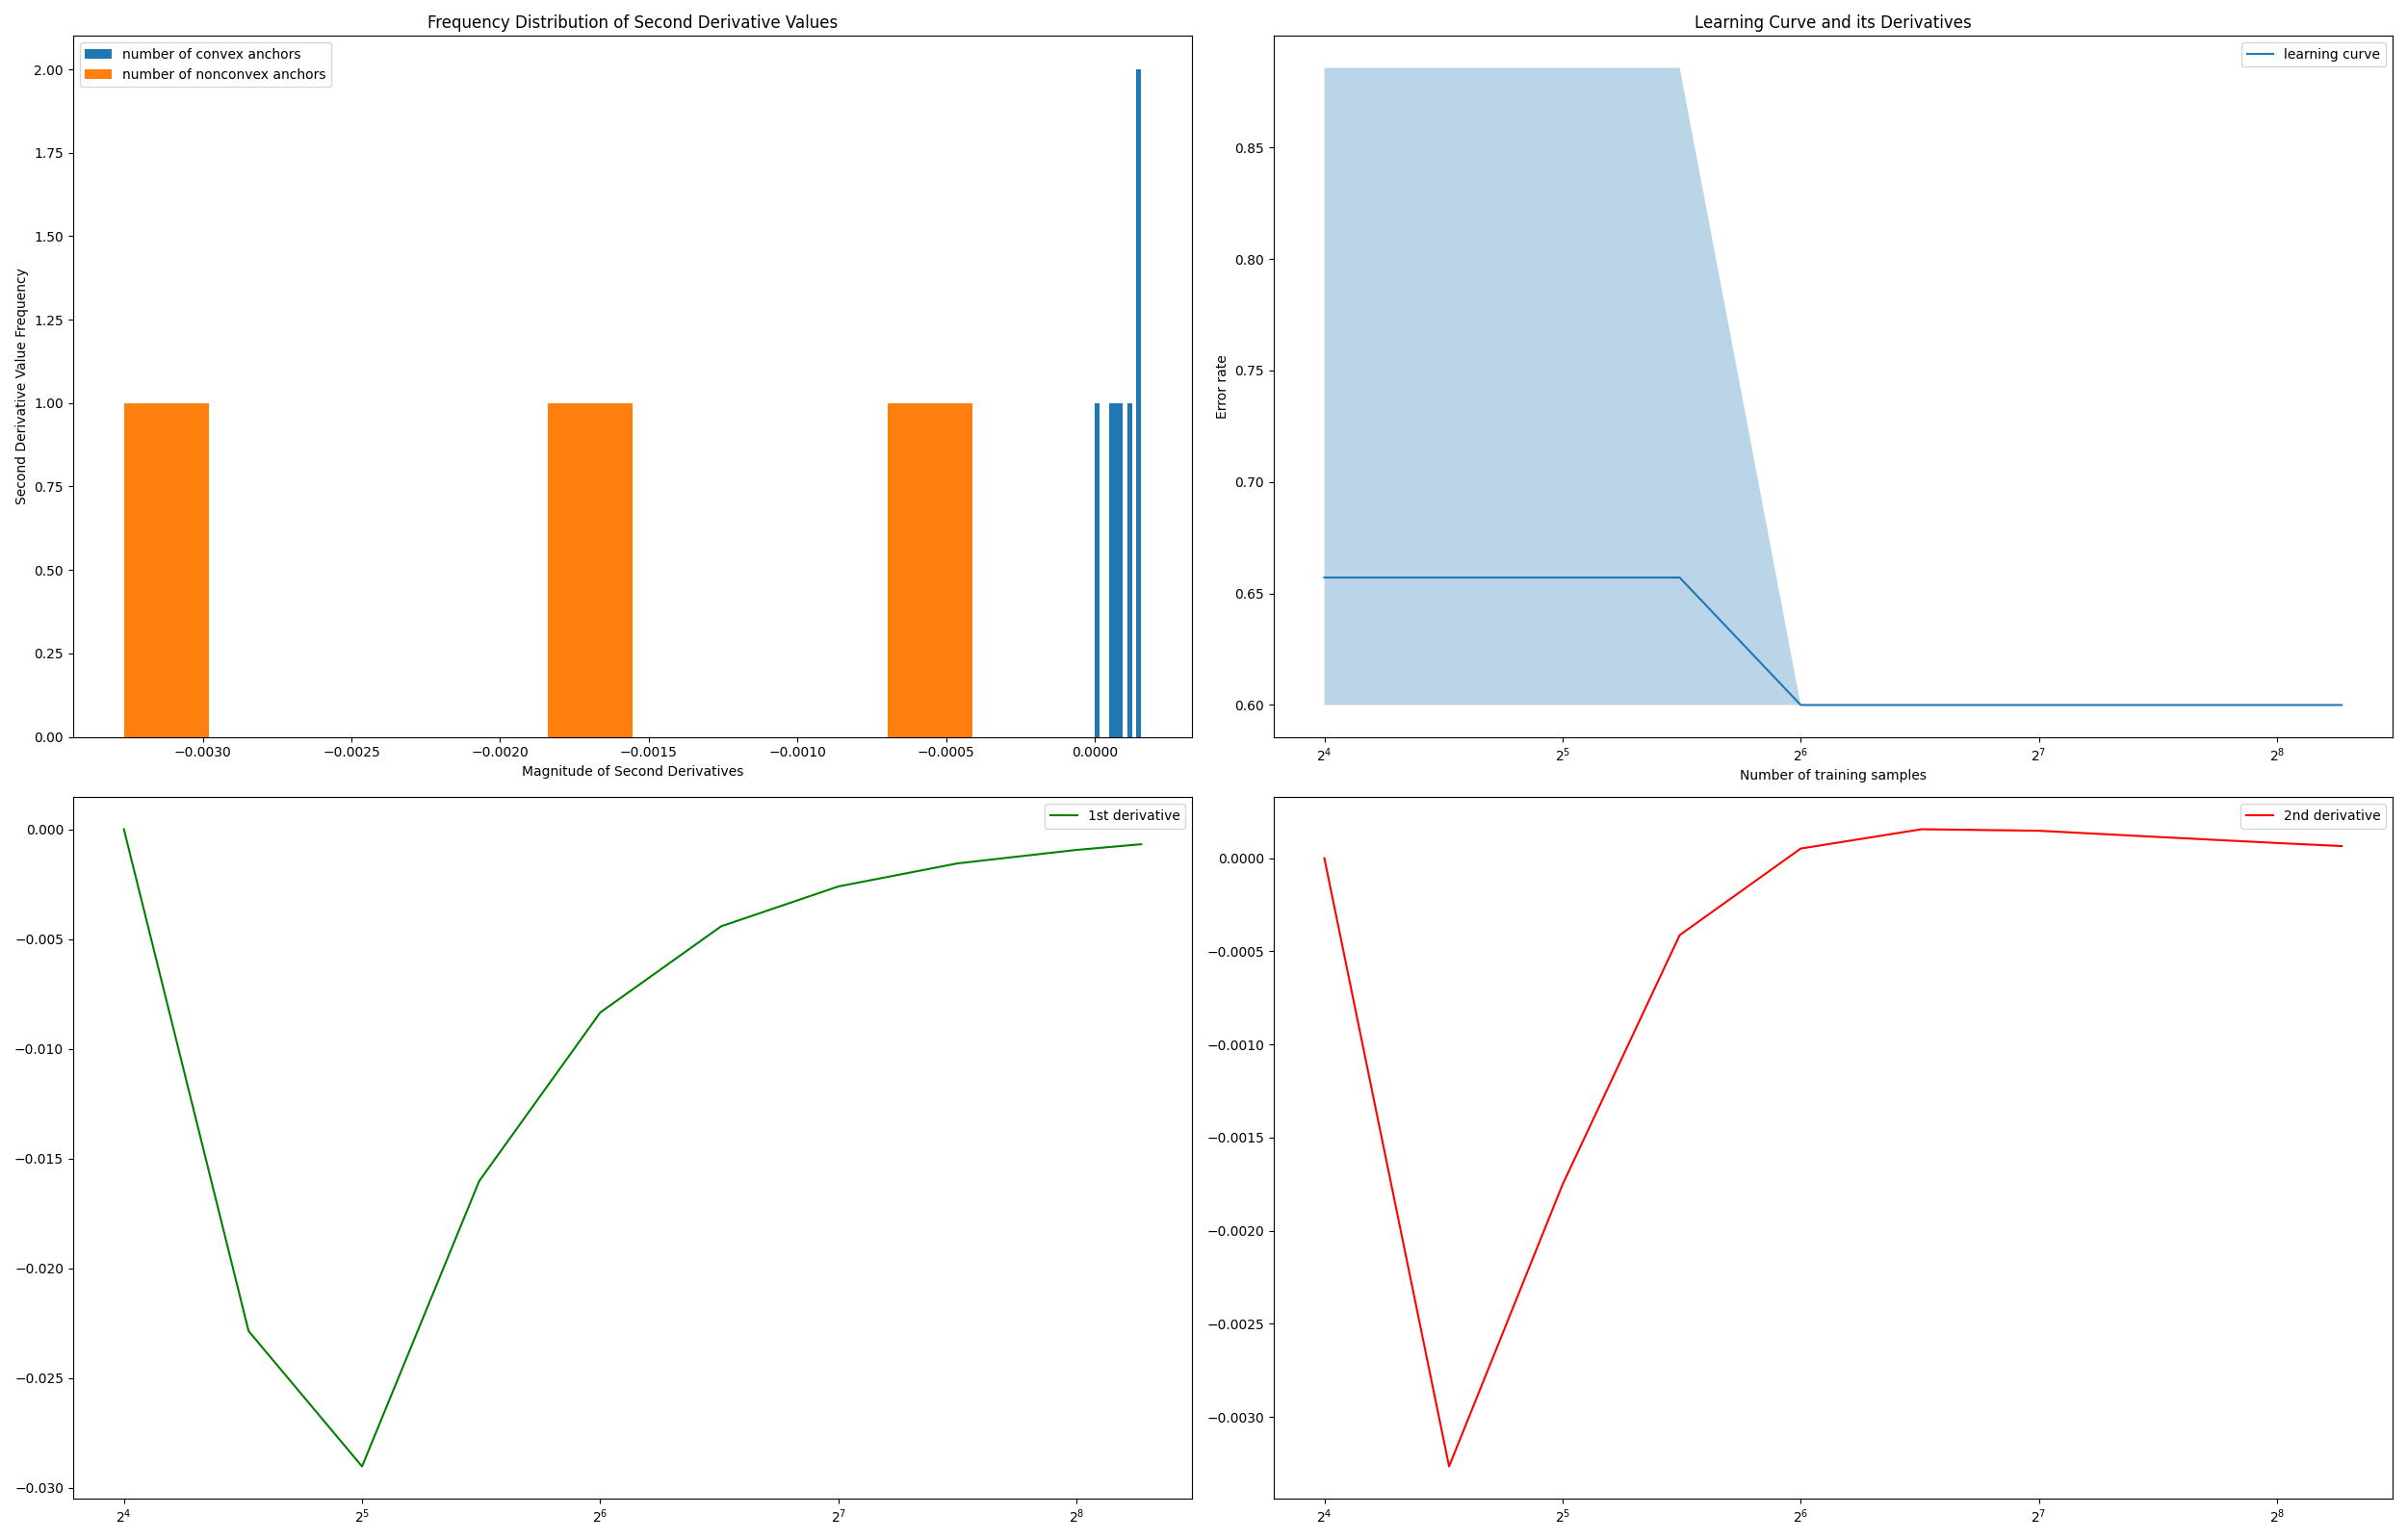 Frequency Distribution of Second Derivative Values
number of convex anchors
number of nonconvex anchors
Second Derivative Value Frequency
2.00
1.75
1.50
1.25
1.00
0.75
0.50
0.25
0.00
−0.0030 −0.0025 −0.0020 −0.0015 −0.0010 −0.0005 0.0000
Magnitude of Second Derivatives
Learning Curve and its Derivatives
learning curve
Error rate
0.85
0.80
0.75
0.70
0.65
0.60
2⁴ 2⁵ 2⁶ 2⁷ 2⁸
Number of training samples
1st derivative
0.000
−0.005
−0.010
−0.015
−0.020
−0.025
−0.030
2⁴ 2⁵ 2⁶ 2⁷ 2⁸
2nd derivative
0.0000
−0.0005
−0.0010
−0.0015
−0.0020
−0.0025
−0.0030
2⁴ 2⁵ 2⁶ 2⁷ 2⁸